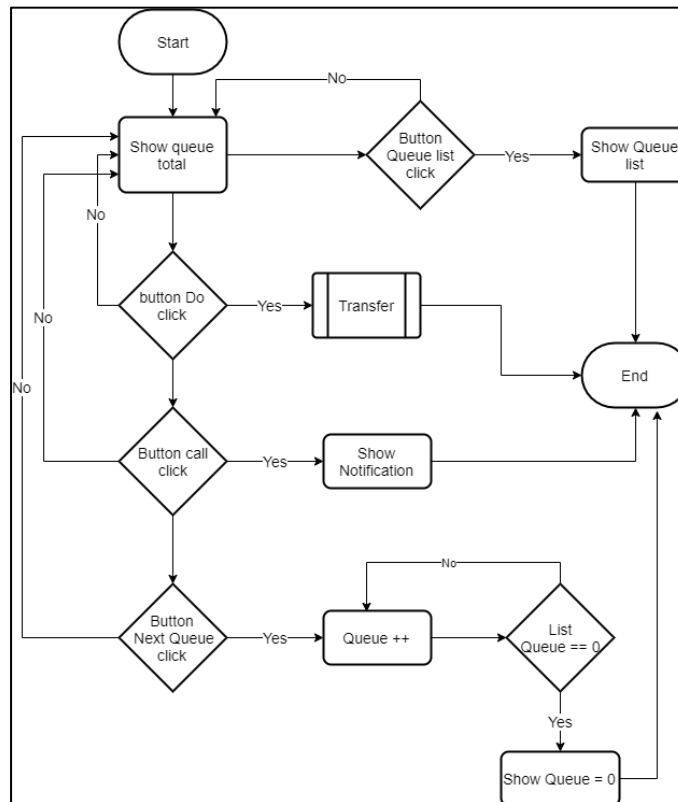 Start
No
Show queue
total
Button
Queue list
click
Yes
Show Queue
list
No
button Do
click
Yes
Transfer
No
End
No
Button call
click
Yes
Show
Notification
No
Button
Next Queue
click
Yes
Queue ++
List
Queue == 0
Yes
Show Queue = 0